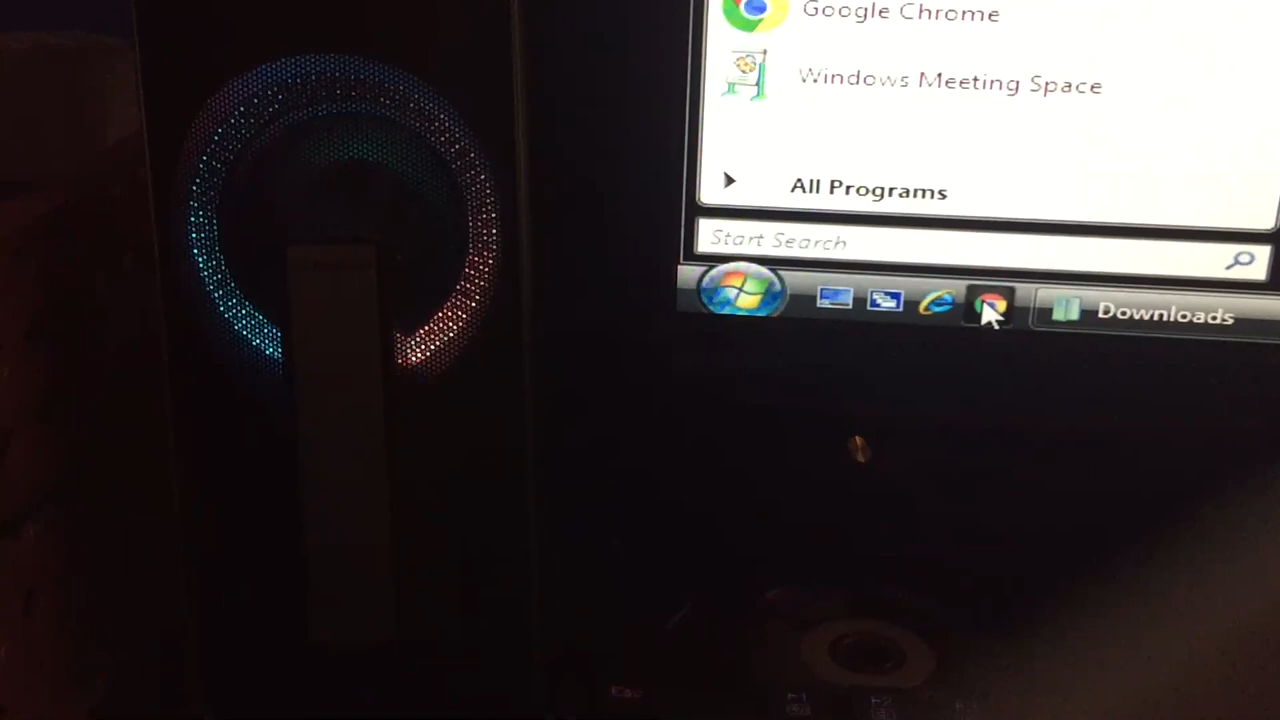 Google Chrome
Windows Meeting Space
All Programs
Start Search
Downloads